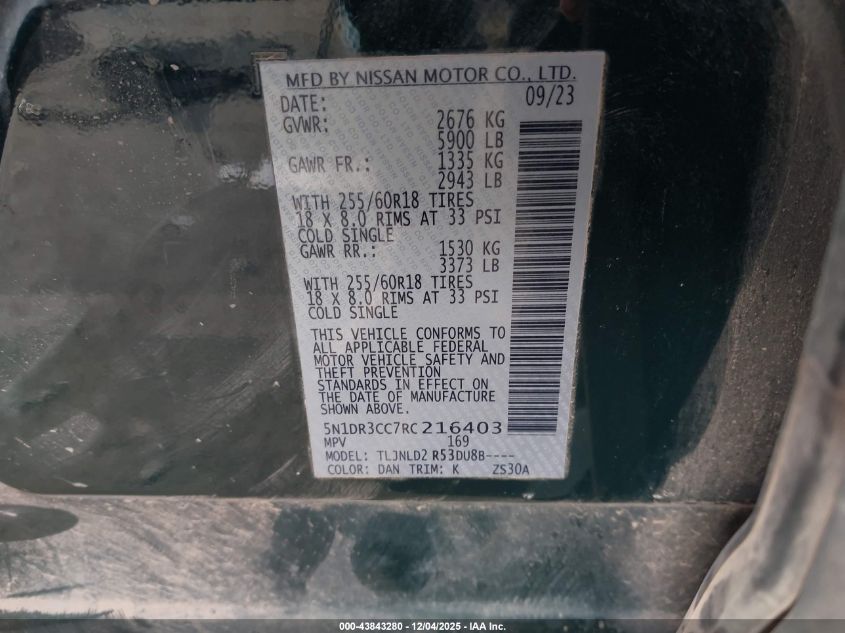 MFD BY NISSAN MOTOR CO., LTD.
DATE: 09/23
GVWR: 2676 KG
5900 LB
GAWR FR.: 1335 KG
2943 LB
WITH 255/60R18 TIRES
18 X 8.0 RIMS AT 33 PSI
COLD SINGLE
GAWR RR.: 1530 KG
3373 LB
WITH 255/60R18 TIRES
18 X 8.0 RIMS AT 33 PSI
COLD SINGLE
THIS VEHICLE CONFORMS TO
ALL APPLICABLE FEDERAL
MOTOR VEHICLE SAFETY AND
THEFT PREVENTION
STANDARDS IN EFFECT ON
THE DATE OF MANUFACTURE
SHOWN ABOVE.
5N1DR3CC7RC216403
MPV 169
MODEL: TLJNLD2 R53DU8B----
COLOR: DAN TRIM: K ZS30A
000-43843280 - 12/04/2025 - IAA Inc.